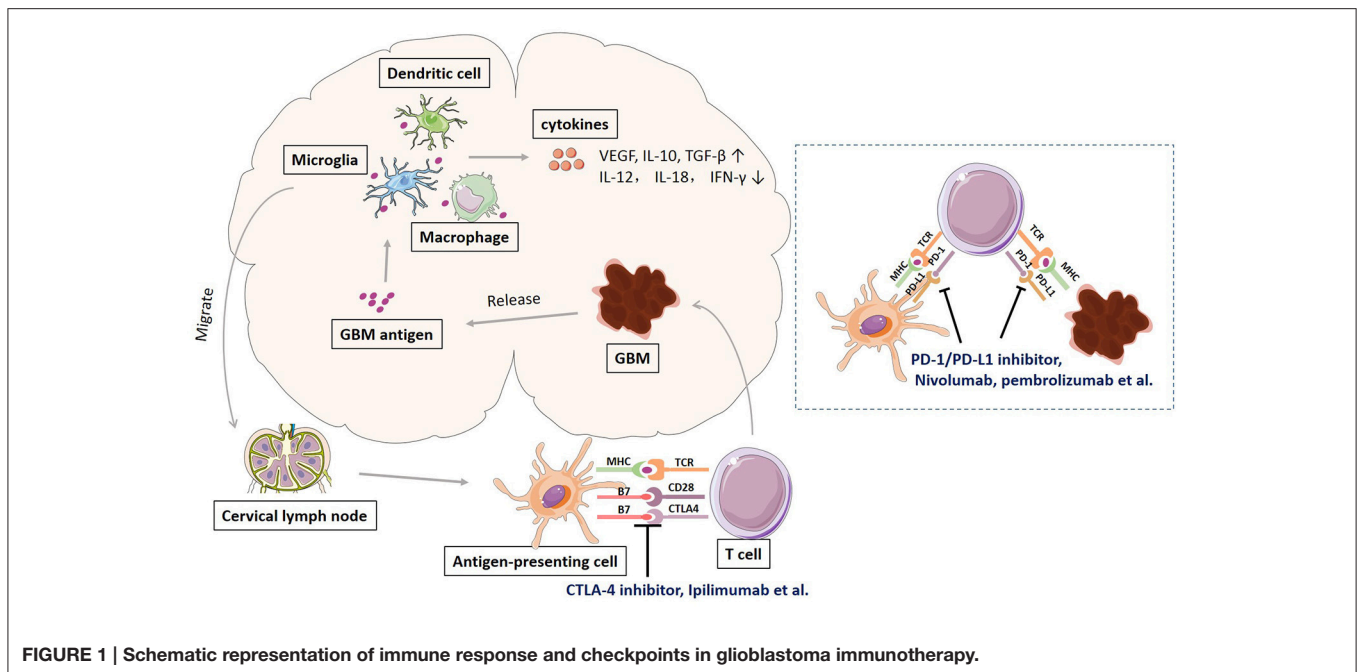 Dendritic cell
cytokines
Microglia
VEGF, IL-10, TGF-β ↑
IL-12， IL-18， IFN-γ ↓
Macrophage
Migrate
Release
GBM antigen
GBM
Cervical lymph node
MHC TCR
B7 CD28
B7 CTLA4
Antigen-presenting cell
T cell
CTLA-4 inhibitor, Ipilimumab et al.
TCR
MHC
PD-1
PD-L1
TCR
MHC
PD-1
PD-L1
PD-1/PD-L1 inhibitor,
Nivolumab, pembrolizumab et al.
FIGURE 1 | Schematic representation of immune response and checkpoints in glioblastoma immunotherapy.